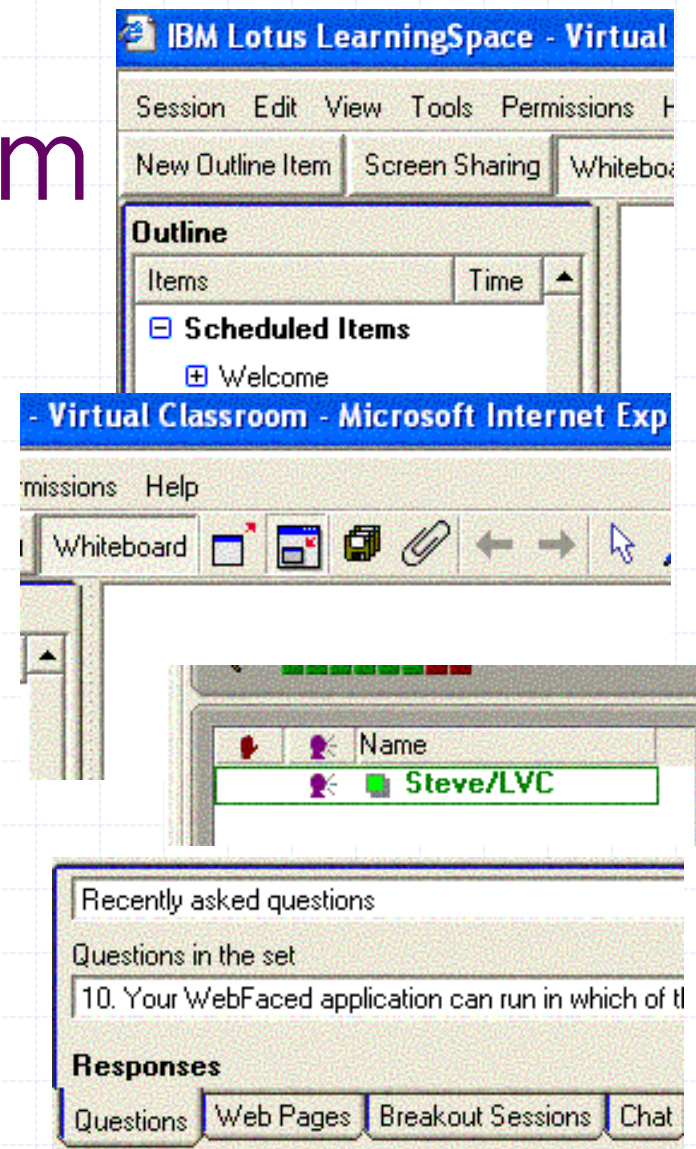 m
IBM Lotus LearningSpace - Virtual
Session Edit View Tools Permissions H
New Outline Item Screen Sharing Whiteboa
Outline
Items Time
Scheduled Items
Welcome
- Virtual Classroom - Microsoft Internet Exp
missions Help
Whiteboard
Name
Steve/LVC
Recently asked questions
Questions in the set
10. Your WebFaced application can run in which of th
Responses
Questions Web Pages Breakout Sessions Chat